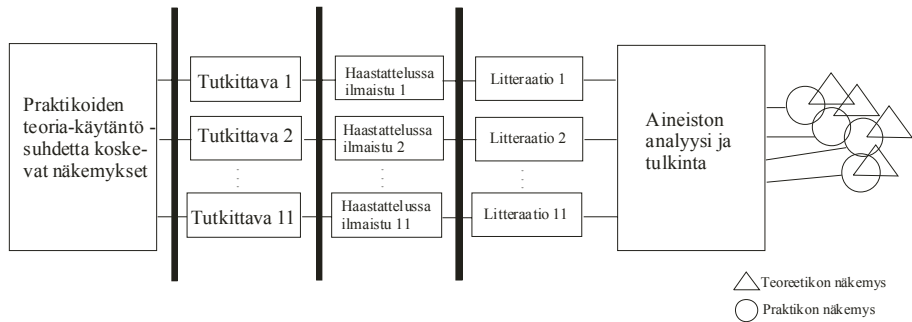 Praktikoiden
teoria-käytäntö -
suhdetta koske-
vat näkemykset
Tutkittava 1
Tutkittava 2
Tutkittava 11
Haastattelussa
ilmaistu 1
Haastattelussa
ilmaistu 2
Haastattelussa
ilmaistu 11
Litteraatio 1
Litteraatio 2
Litteraatio 11
Aineiston
analyysi ja
tulkinta
Teoreetikon näkemys
Praktikon näkemys